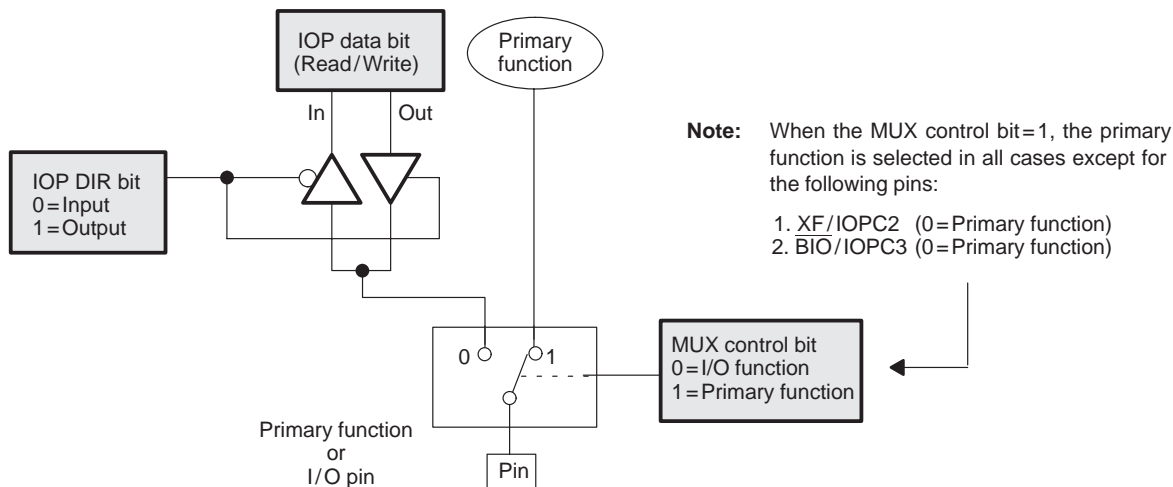 IOP data bit
(Read/Write)
Primary
function
In
Out
Note: When the MUX control bit=1, the primary
function is selected in all cases except for
the following pins:
1. XF/IOPC2 (0=Primary function)
2. BIO/IOPC3 (0=Primary function)
IOP DIR bit
0=Input
1=Output
0
1
MUX control bit
0=I/O function
1=Primary function
Primary function
or
I/O pin
Pin